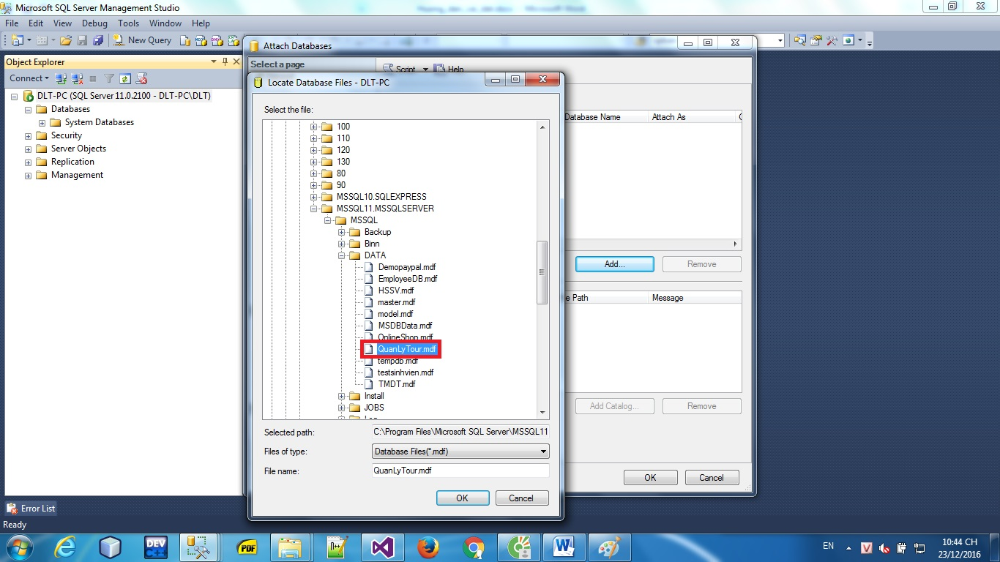 Microsoft SQL Server Management Studio
File Edit View Debug Tools Window Help
New Query
Object Explorer
Connect
DLT-PC (SQL Server 11.0.2100 - DLT-PC\DLT)
Databases
System Databases
Security
Server Objects
Replication
Management
Attach Databases
Select a page
Script Help
Database Name Attach As
Add... Remove
Path Message
Add Catalog... Remove
OK Cancel
Locate Database Files - DLT-PC
Select the file:
100
110
120
130
80
90
MSSQL10.SQLEXPRESS
MSSQL11.MSSQLSERVER
MSSQL
Backup
Binn
DATA
Demopaypal.mdf
EmployeeDB.mdf
HSSV.mdf
master.mdf
model.mdf
MSDBData.mdf
OnlineShop.mdf
QuanLyTour.mdf
tempdb.mdf
testsinhvien.mdf
TMDT.mdf
Install
JOBS
Selected path: C:\Program Files\Microsoft SQL Server\MSSQL11
Files of type: Database Files(*.mdf)
File name: QuanLyTour.mdf
OK Cancel
Error List
Ready
DEV C++
PDF
EN
10:44 CH
23/12/2016